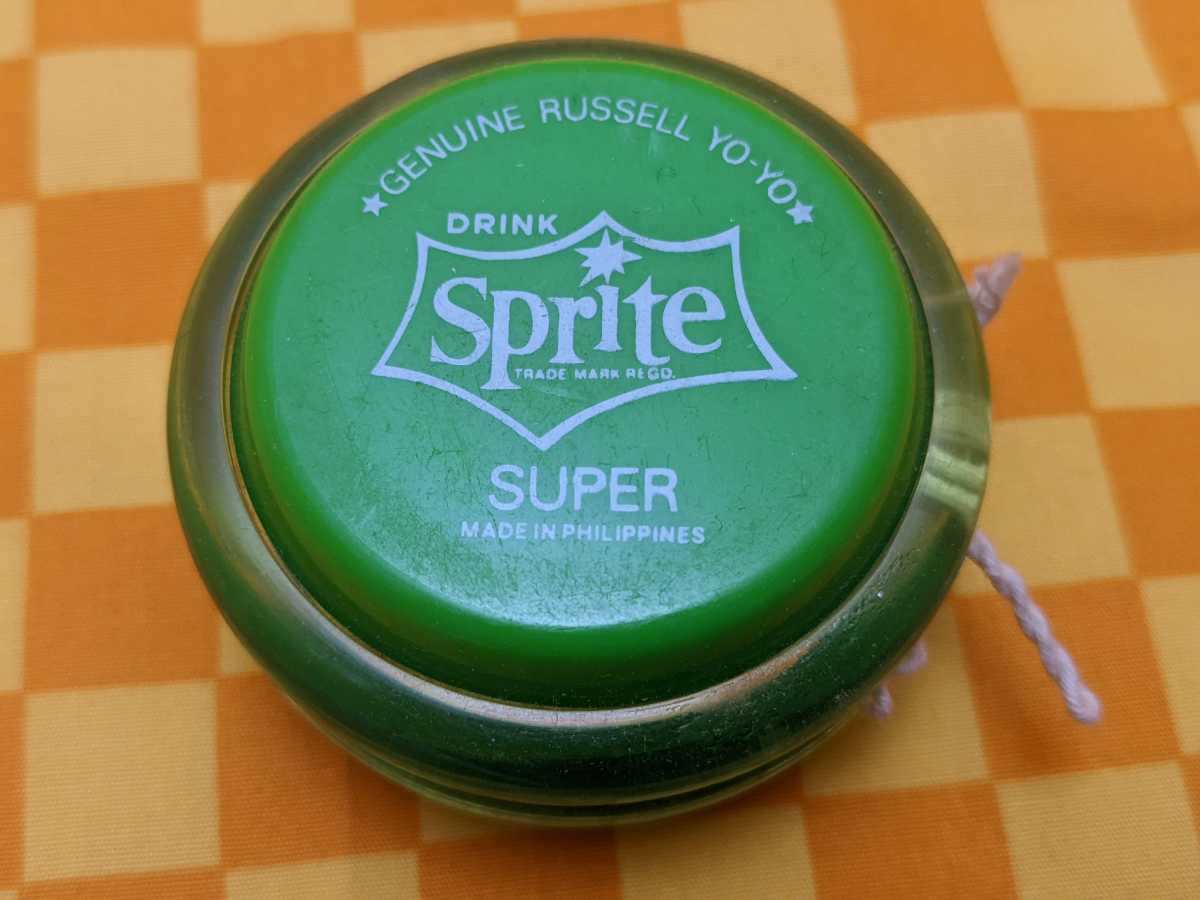 ★GENUINE RUSSELL YO-YO★
DRINK
Sprite
TRADE MARK REGD.
SUPER
MADE IN PHILIPPINES